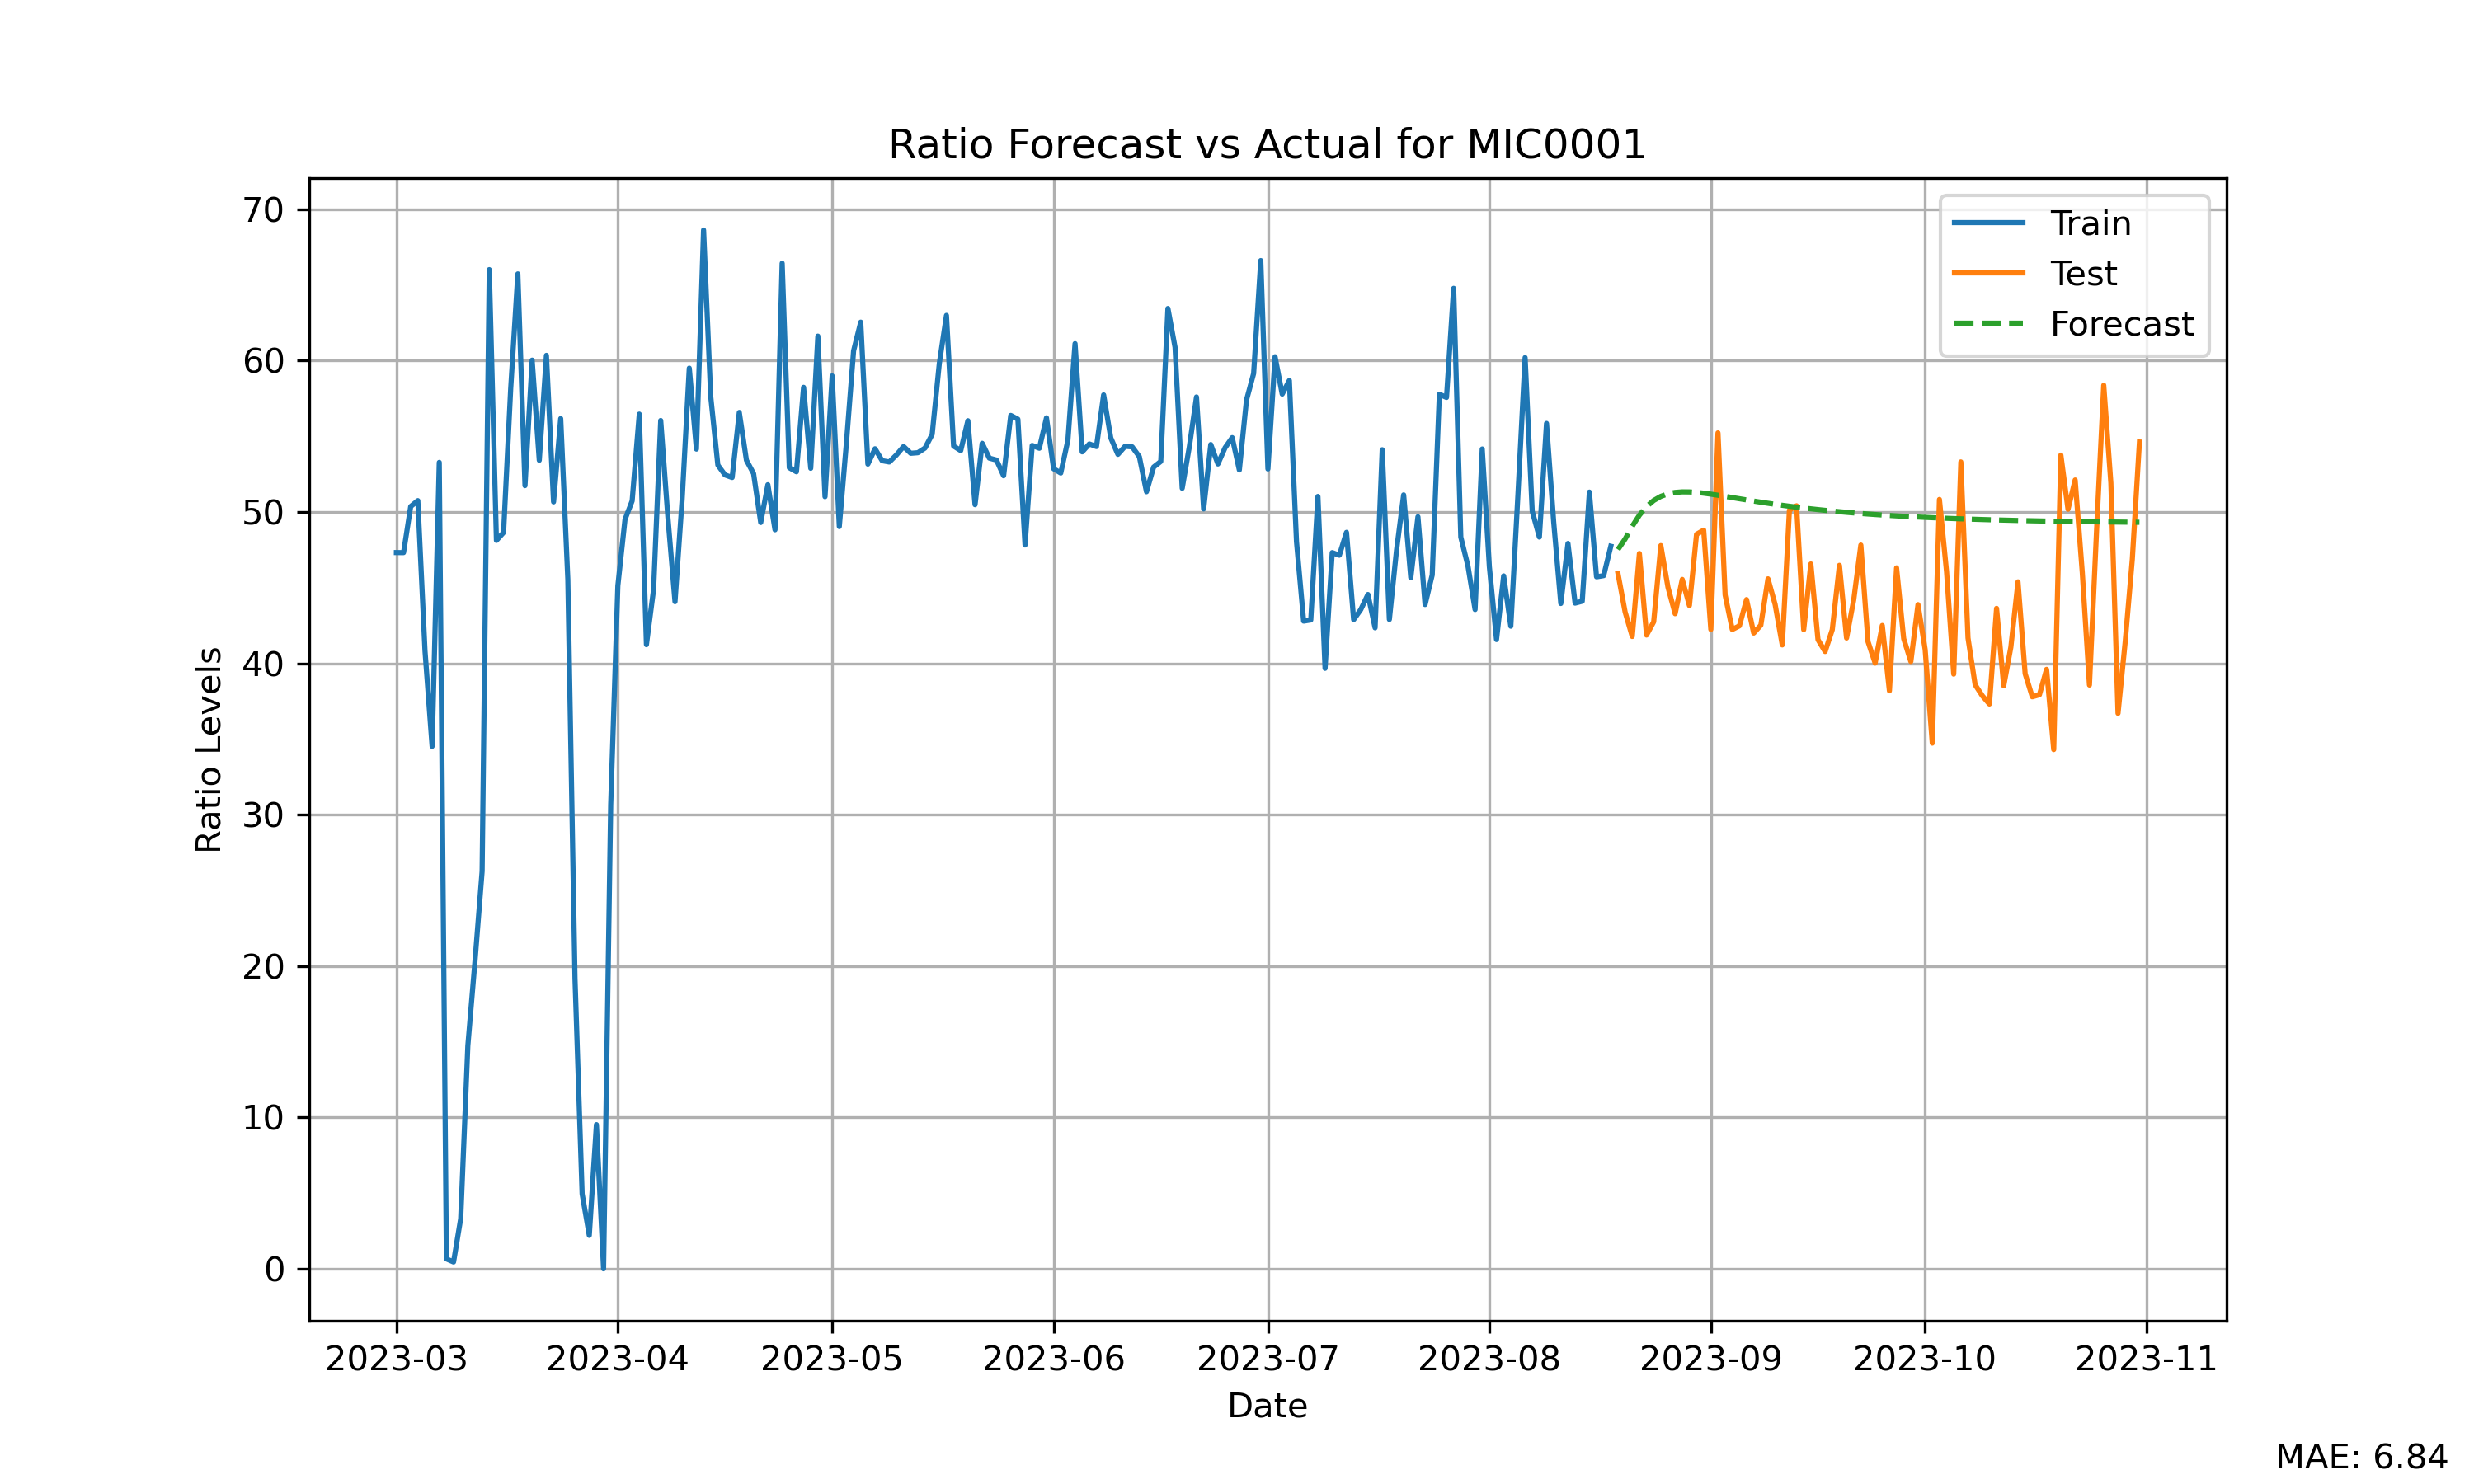 Ratio Forecast vs Actual for MIC0001
Train
Test
Forecast
Ratio Levels
70
60
50
40
30
20
10
0
2023-03 2023-04 2023-05 2023-06 2023-07 2023-08 2023-09 2023-10 2023-11
Date
MAE: 6.84